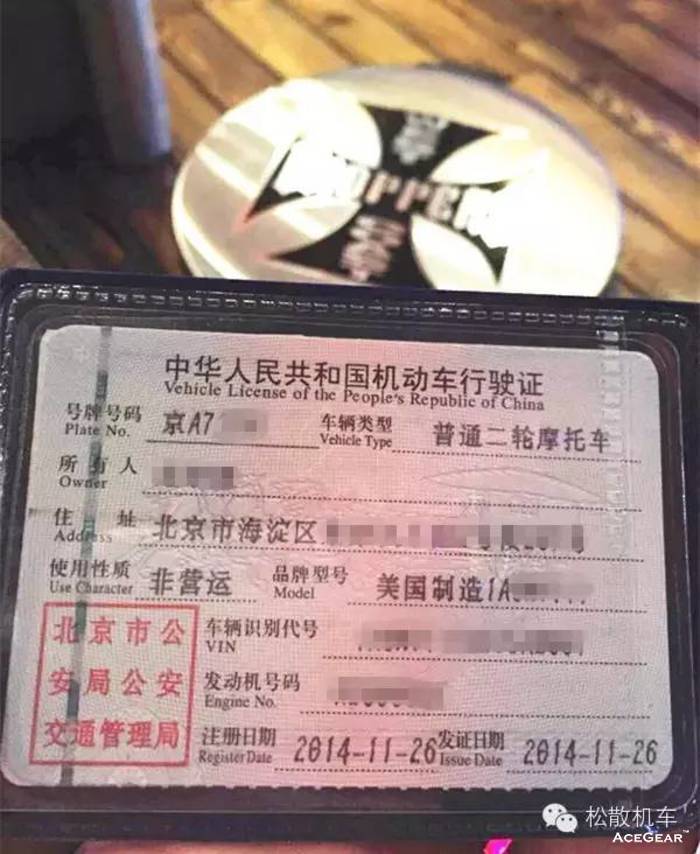 CHOPPERS
中华人民共和国机动车行驶证
Vehicle License of the People's Republic of China
号牌号码 京A7 车辆类型 普通二轮摩托车
Plate No. Vehicle Type
所有人
Owner
住址 北京市海淀区
Address
使用性质 非营运 品牌型号 美国制造IA
Use Character Model
北京市公 车辆识别代号
VIN
安局公安 发动机号码
Engine No.
交通管理局 注册日期 2014-11-26 发证日期 2014-11-26
Register Date Issue Date
松散机车
ACEGEAR™